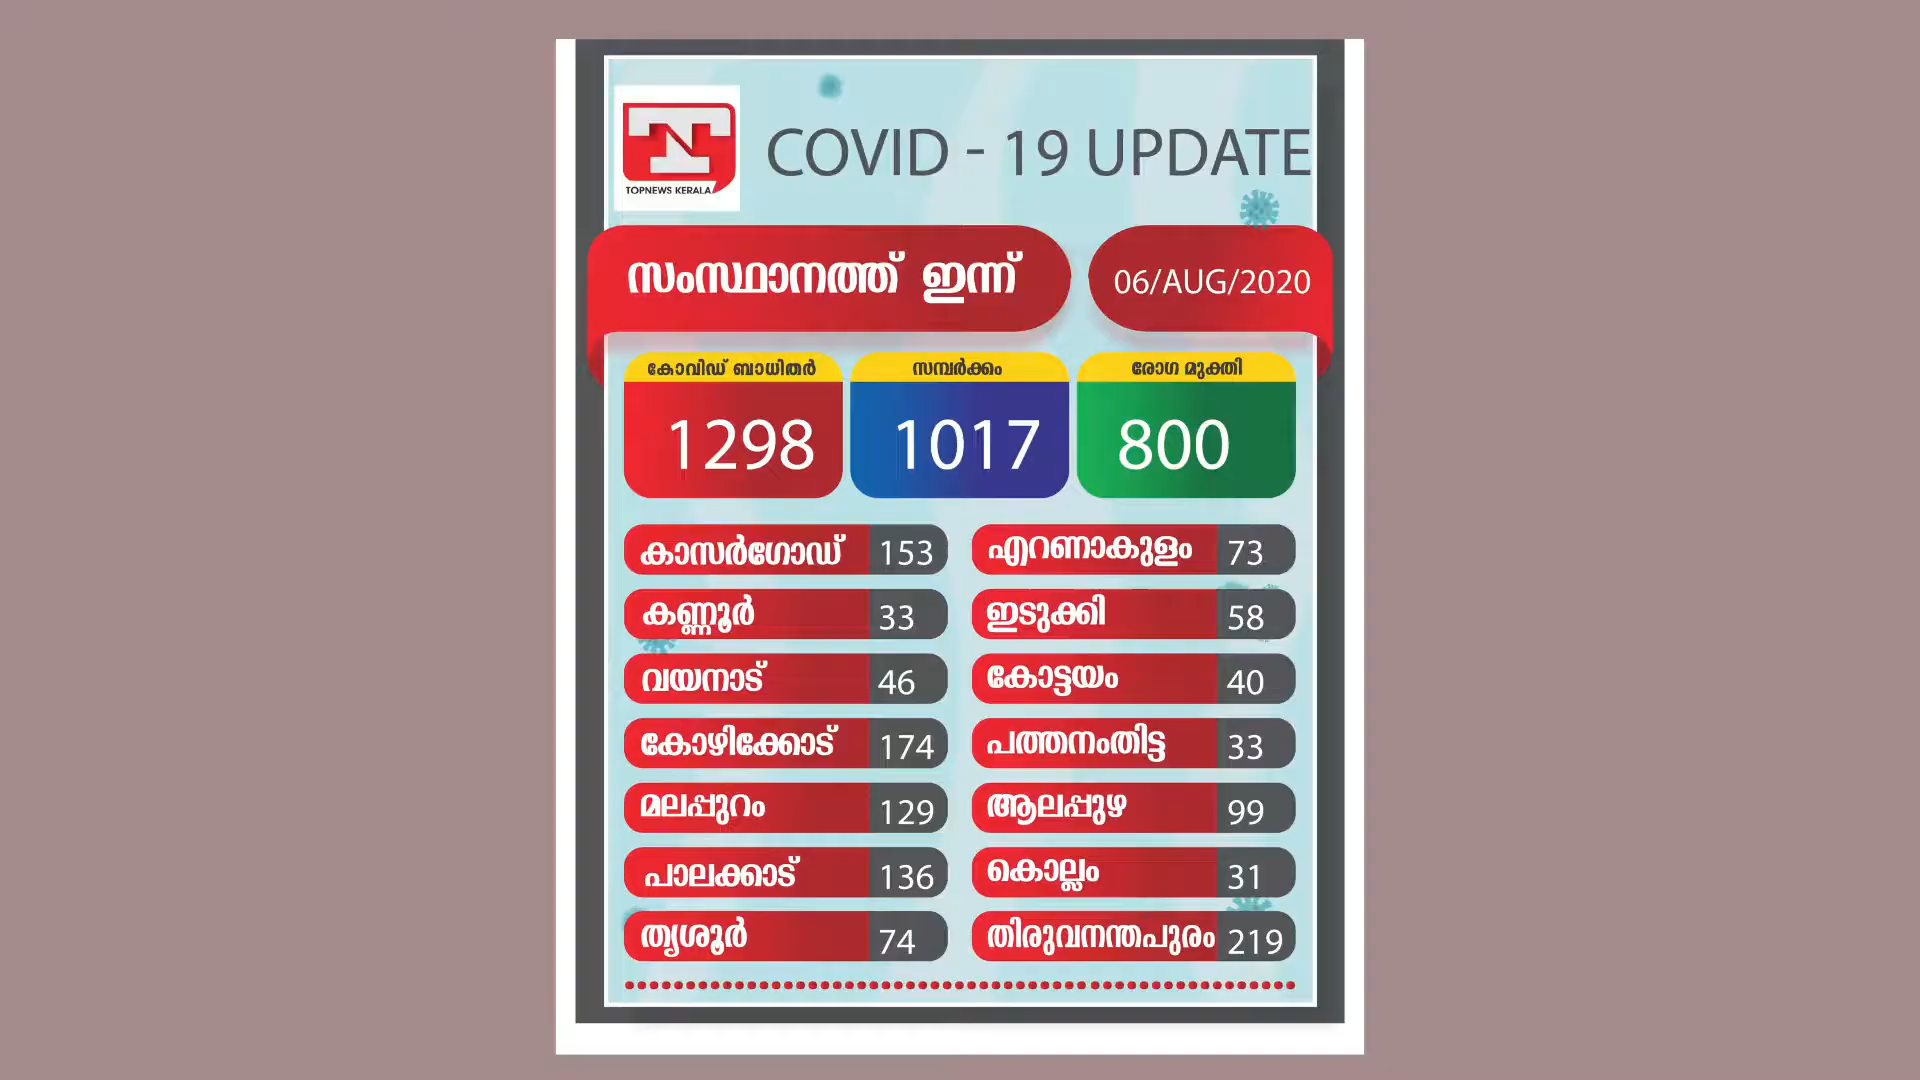 TOPNEWS KERALA
COVID - 19 UPDATE
സംസ്ഥാനത്ത് ഇന്ന്
06/AUG/2020
കോവിഡ് ബാധിതർ
1298
സമ്പർക്കം
1017
രോഗ മുക്തി
800
കാസർഗോഡ് 153
എറണാകുളം 73
കണ്ണൂർ 33
ഇടുക്കി 58
വയനാട് 46
കോട്ടയം 40
കോഴിക്കോട് 174
പത്തനംതിട്ട 33
മലപ്പുറം 129
ആലപ്പുഴ 99
പാലക്കാട് 136
കൊല്ലം 31
തൃശൂർ 74
തിരുവനന്തപുരം 219